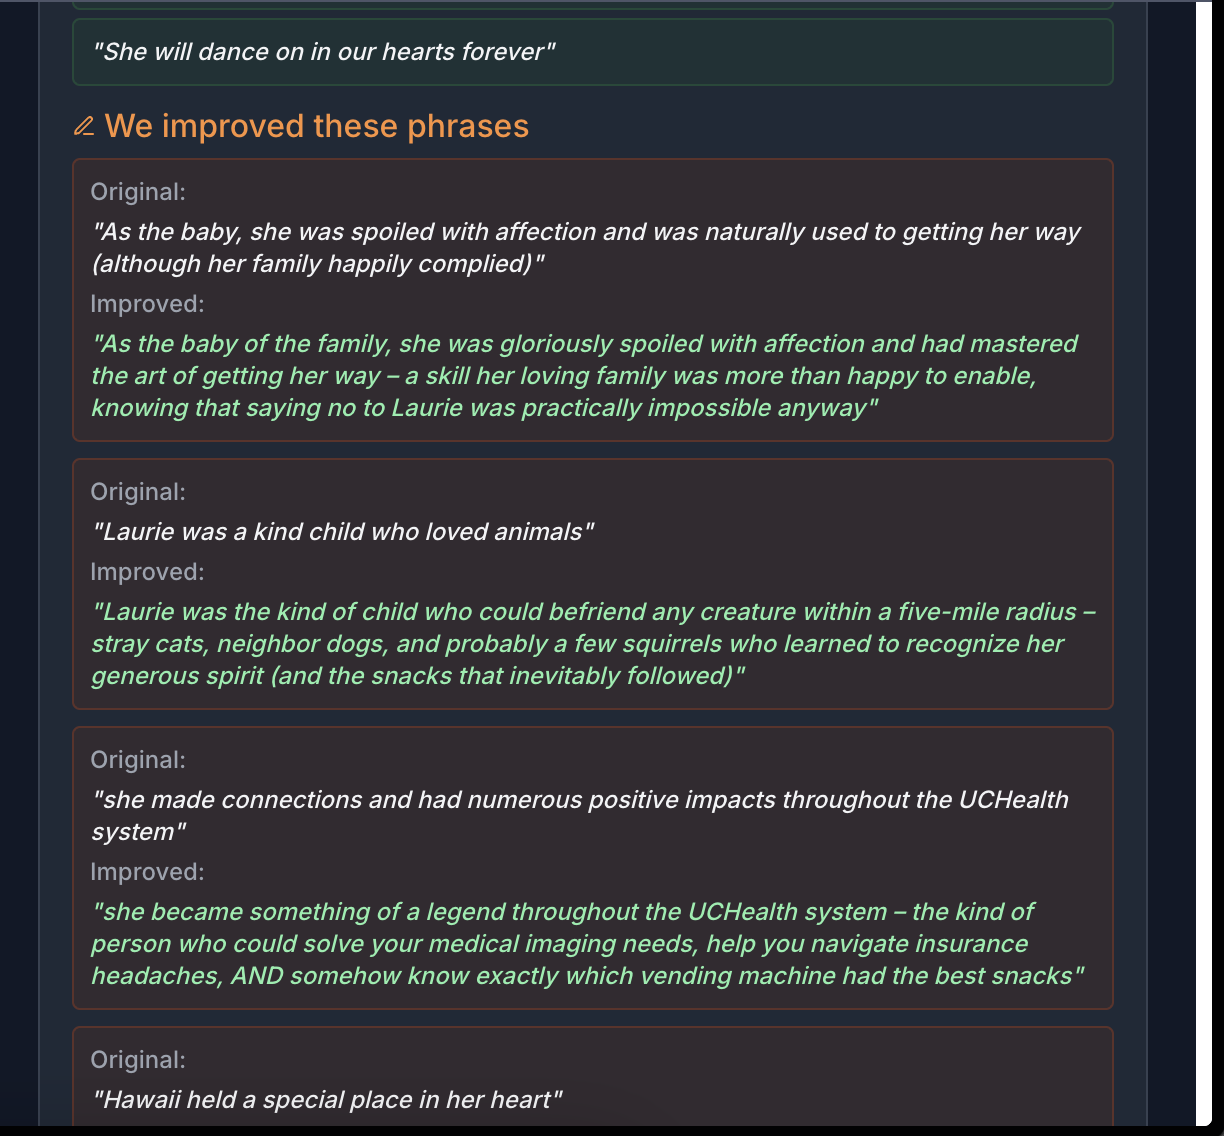 "She will dance on in our hearts forever"
We improved these phrases
Original:
"As the baby, she was spoiled with affection and was naturally used to getting her way
(although her family happily complied)"
Improved:
"As the baby of the family, she was gloriously spoiled with affection and had mastered
the art of getting her way – a skill her loving family was more than happy to enable,
knowing that saying no to Laurie was practically impossible anyway"
Original:
"Laurie was a kind child who loved animals"
Improved:
"Laurie was the kind of child who could befriend any creature within a five-mile radius –
stray cats, neighbor dogs, and probably a few squirrels who learned to recognize her
generous spirit (and the snacks that inevitably followed)"
Original:
"she made connections and had numerous positive impacts throughout the UCHealth
system"
Improved:
"she became something of a legend throughout the UCHealth system – the kind of
person who could solve your medical imaging needs, help you navigate insurance
headaches, AND somehow know exactly which vending machine had the best snacks"
Original:
"Hawaii held a special place in her heart"